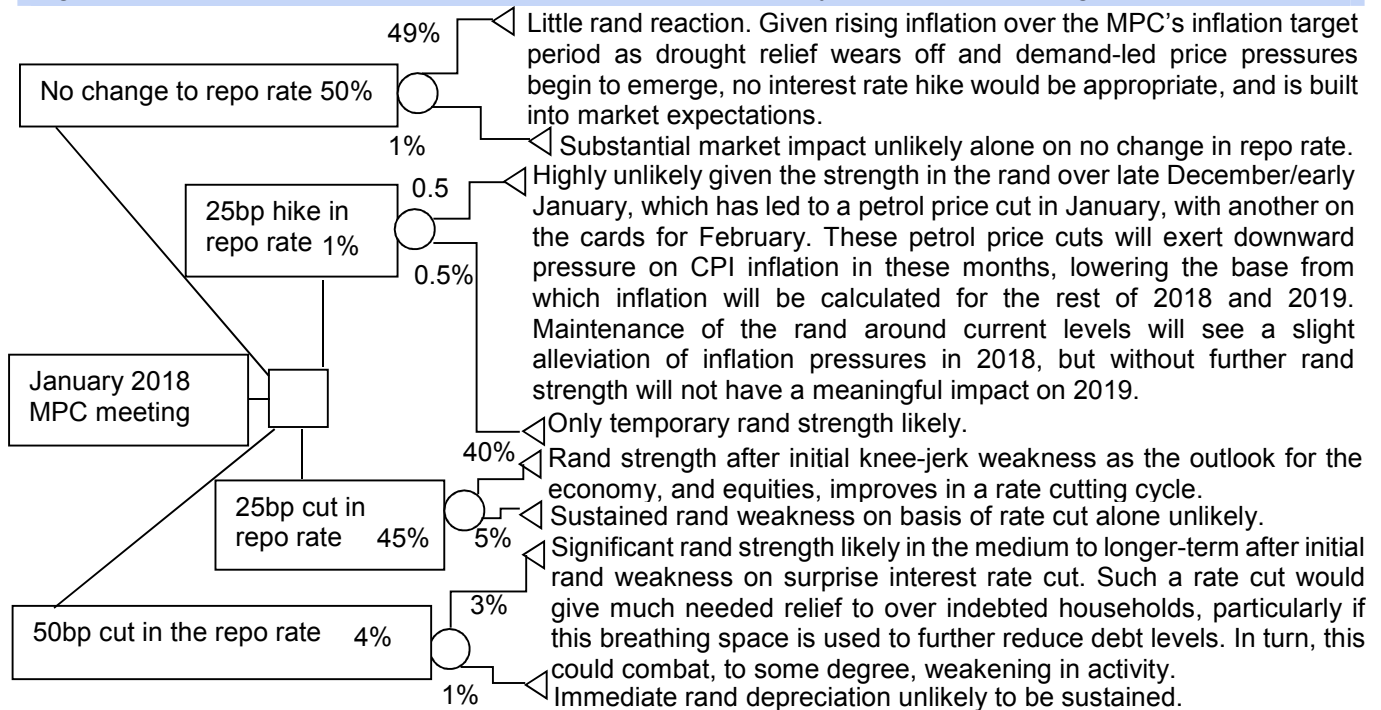 49%
Little rand reaction. Given rising inflation over the MPC's inflation target
period as drought relief wears off and demand-led price pressures
begin to emerge, no interest rate hike would be appropriate, and is built
into market expectations.
No change to repo rate 50%
1%
Substantial market impact unlikely alone on no change in repo rate.
0.5
Highly unlikely given the strength in the rand over late December/early
January, which has led to a petrol price cut in January, with another on
the cards for February. These petrol price cuts will exert downward
pressure on CPI inflation in these months, lowering the base from
which inflation will be calculated for the rest of 2018 and 2019.
Maintenance of the rand around current levels will see a slight
alleviation of inflation pressures in 2018, but without further rand
strength will not have a meaningful impact on 2019.
25bp hike in
repo rate 1%
0.5%
Only temporary rand strength likely.
January 2018
MPC meeting
40%
Rand strength after initial knee-jerk weakness as the outlook for the
economy, and equities, improves in a rate cutting cycle.
25bp cut in
repo rate 45%
5%
Sustained rand weakness on basis of rate cut alone unlikely.
Significant rand strength likely in the medium to longer-term after initial
rand weakness on surprise interest rate cut. Such a rate cut would
give much needed relief to over indebted households, particularly if
this breathing space is used to further reduce debt levels. In turn, this
could combat, to some degree, weakening in activity.
3%
50bp cut in the repo rate 4%
1%
Immediate rand depreciation unlikely to be sustained.